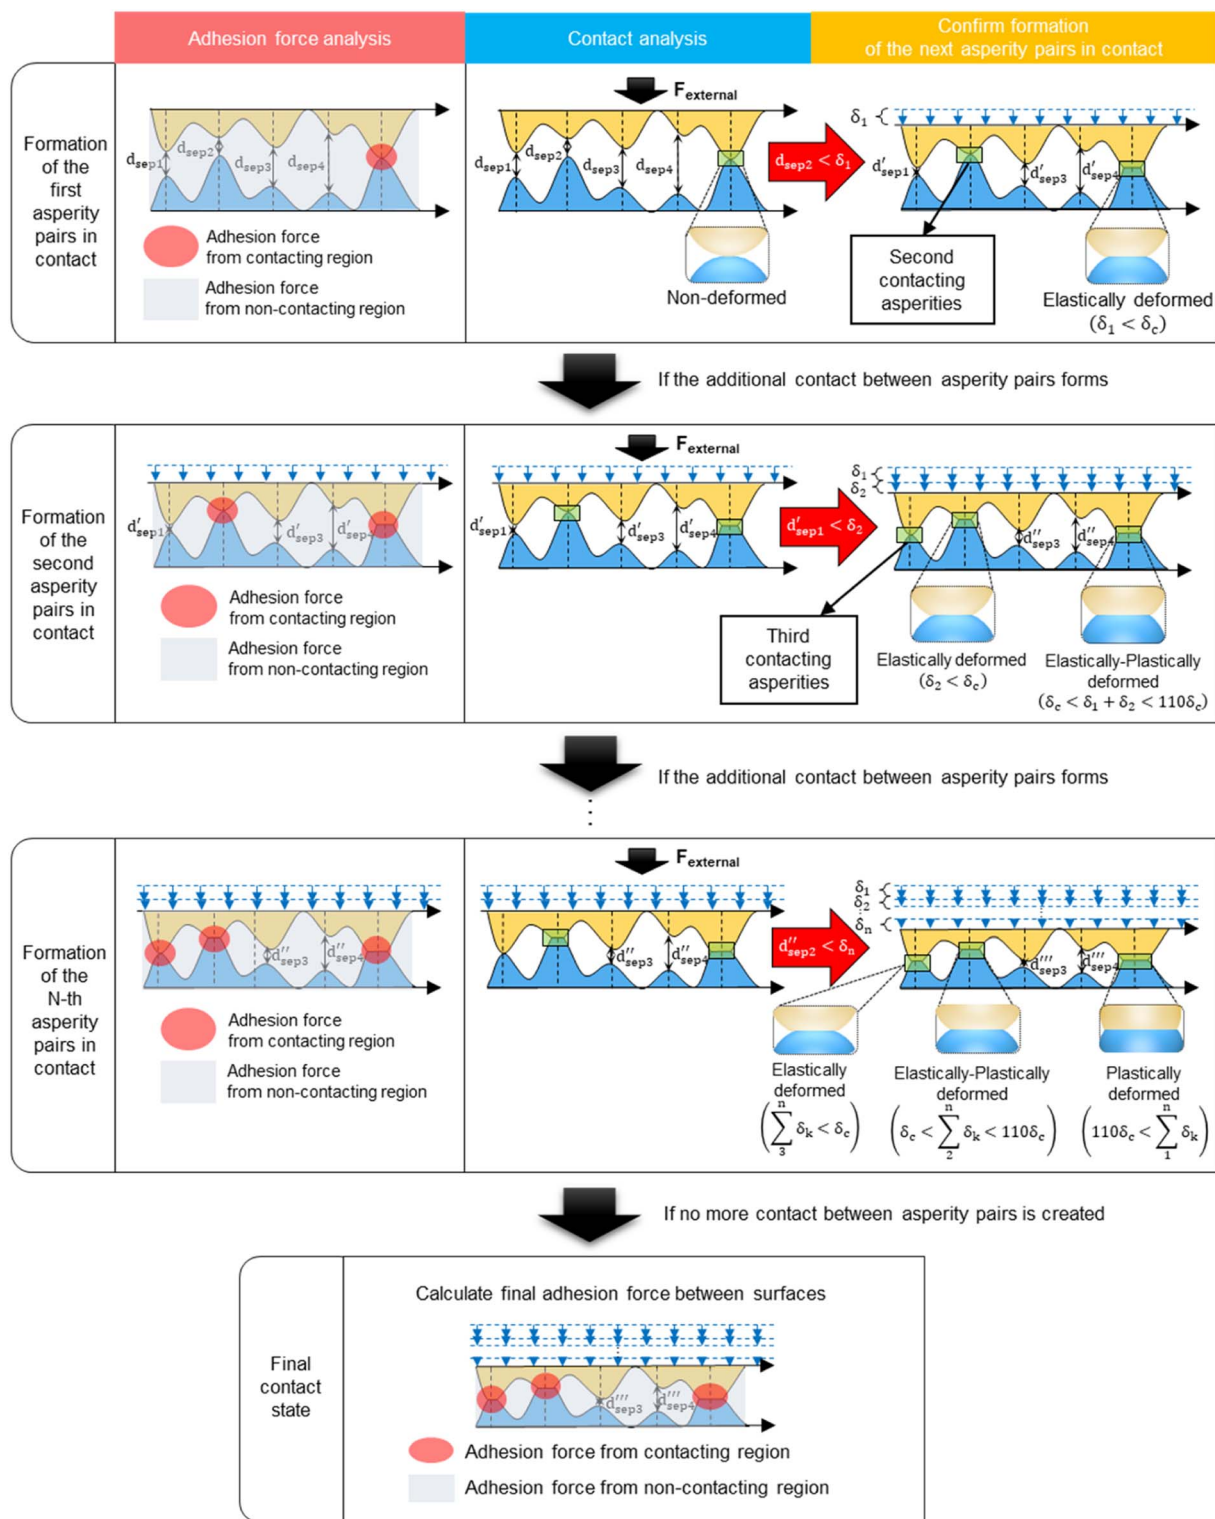 Adhesion force analysis
Contact analysis
Confirm formation
of the next asperity pairs in contact
Formation
of the
first
asperity
pairs in
contact
d_sep1
d_sep2
d_sep3
d_sep4
Adhesion force
from contacting region
Adhesion force
from non-contacting region
F_external
d_sep1
d_sep2
d_sep3
d_sep4
Non-deformed
d_sep2 < δ_1
δ_1
d'_sep1
d'_sep3
d'_sep4
Second
contacting
asperities
Elastically deformed
(δ_1 < δ_c)
If the additional contact between asperity pairs forms
Formation
of the
second
asperity
pairs in
contact
d'_sep1
d'_sep3
d'_sep4
Adhesion force
from contacting region
Adhesion force
from non-contacting region
F_external
d'_sep1
d'_sep3
d'_sep4
d'_sep1 < δ_2
δ_1
δ_2
d''_sep3
d''_sep4
Third
contacting
asperities
Elastically deformed
(δ_2 < δ_c)
Elastically-Plastically
deformed
(δ_c < δ_1 + δ_2 < 110δ_c)
If the additional contact between asperity pairs forms
Formation
of the
N-th
asperity
pairs in
contact
d''_sep3
d''_sep4
Adhesion force
from contacting region
Adhesion force
from non-contacting region
F_external
d''_sep3
d''_sep4
d''_sep2 < δ_n
δ_1
δ_2
δ_n
d'''_sep3
d'''_sep4
Elastically
deformed
(∑_3^n δ_k < δ_c)
Elastically-Plastically
deformed
(δ_c < ∑_2^n δ_k < 110δ_c)
Plastically
deformed
(110δ_c < ∑_1^n δ_k)
If no more contact between asperity pairs is created
Final
contact
state
Calculate final adhesion force between surfaces
d'''_sep3
d'''_sep4
Adhesion force from contacting region
Adhesion force from non-contacting region